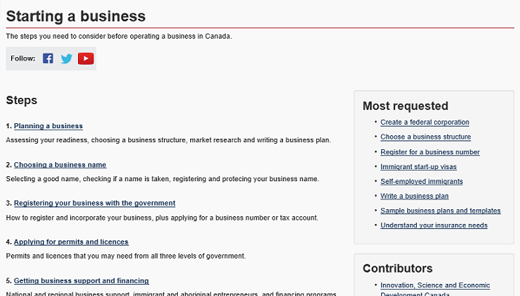 Starting a business
The steps you need to consider before operating a business in Canada.
Follow:
Steps
1. Planning a business
Assessing your readiness, choosing a business structure, market research and writing a business plan.
2. Choosing a business name
Selecting a good name, checking if a name is taken, registering and protecing your business name.
3. Registering your business with the government
How to register and incorporate your business, plus applying for a business number or tax account.
4. Applying for permits and licences
Permits and licences that you may need from all three levels of government.
5. Getting business support and financing
National and regional business support, immigrant and aboriginal entrepreneurs, and financing programs
Most requested
• Create a federal corporation
• Choose a business structure
• Register for a business number
• Immigrant start-up visas
• Self-employed immigrants
• Write a business plan
• Sample business plans and templates
• Understand your insurance needs
Contributors
• Innovation, Science and Economic
Development Canada